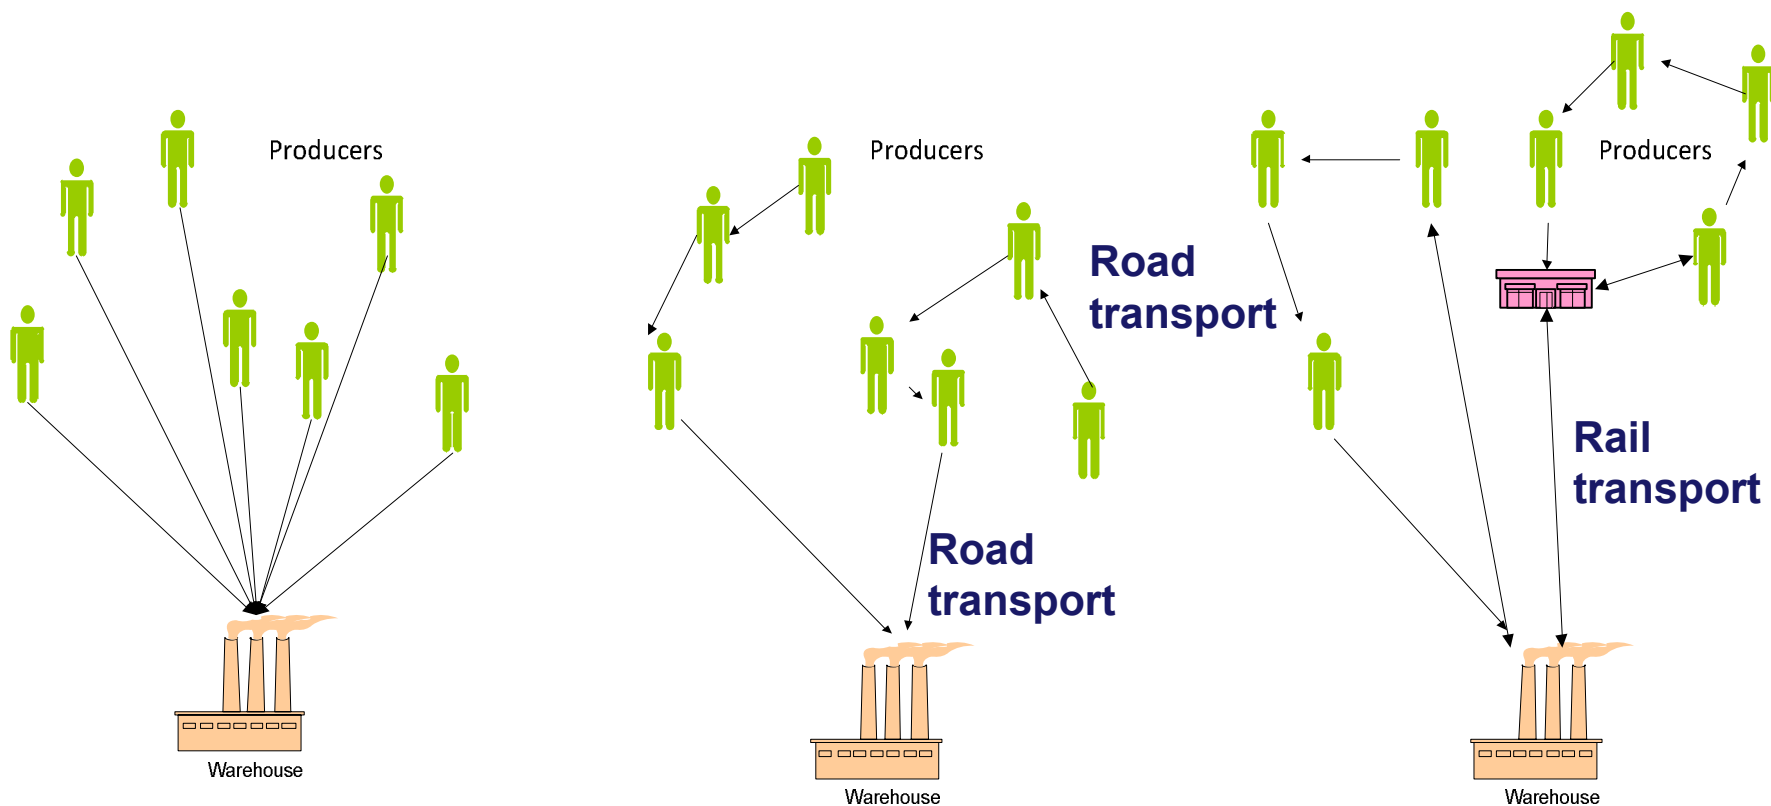 Producers
Warehouse
Producers
Road
transport
Road
transport
Warehouse
Producers
Rail
transport
Warehouse